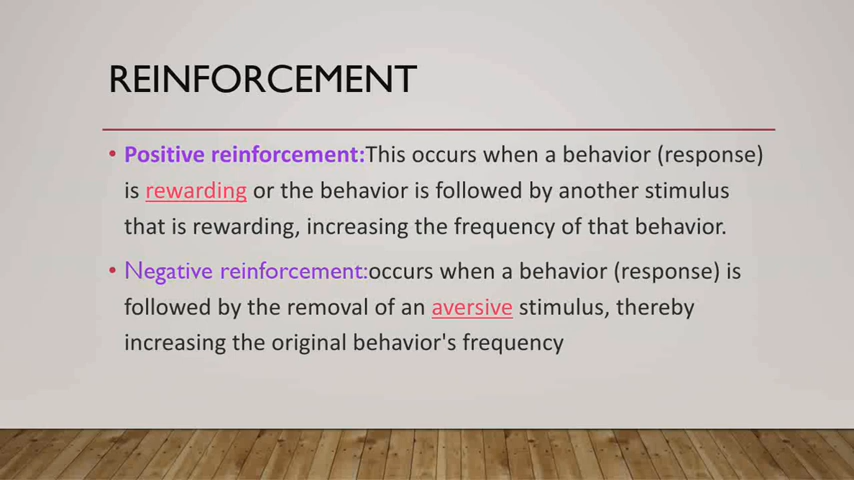 REINFORCEMENT
• Positive reinforcement:This occurs when a behavior (response)
is rewarding or the behavior is followed by another stimulus
that is rewarding, increasing the frequency of that behavior.
• Negative reinforcement:occurs when a behavior (response) is
followed by the removal of an aversive stimulus, thereby
increasing the original behavior's frequency